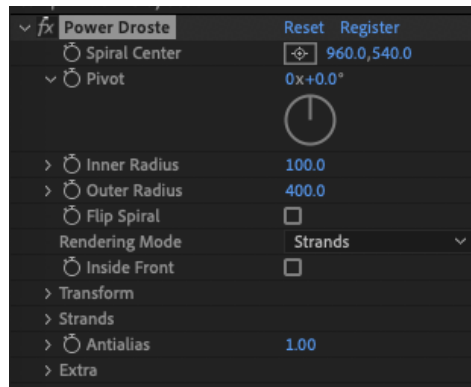 fx Power Droste Reset Register
Spiral Center 960.0,540.0
Pivot 0x+0.0°
Inner Radius 100.0
Outer Radius 400.0
Flip Spiral
Rendering Mode Strands
Inside Front
Transform
Strands
Antialias 1.00
Extra